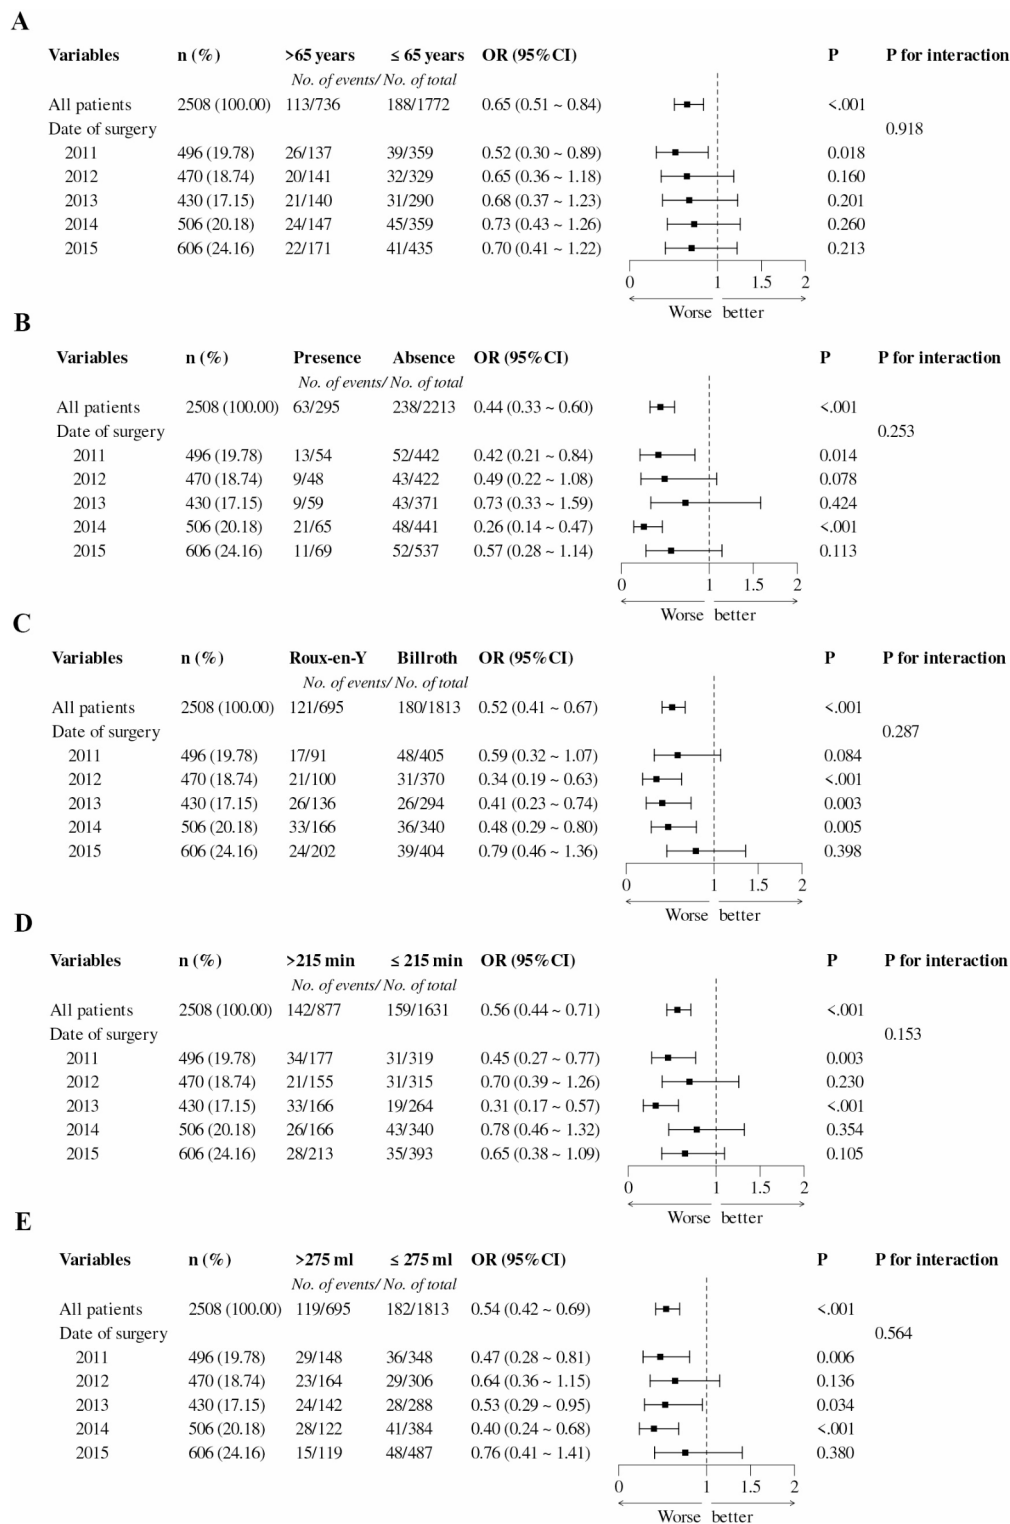 A
Variables n (%) >65 years ≤ 65 years OR (95%CI) P P for interaction
No. of events/ No. of total
All patients 2508 (100.00) 113/736 188/1772 0.65 (0.51 ~ 0.84) <.001
Date of surgery 0.918
2011 496 (19.78) 26/137 39/359 0.52 (0.30 ~ 0.89) 0.018
2012 470 (18.74) 20/141 32/329 0.65 (0.36 ~ 1.18) 0.160
2013 430 (17.15) 21/140 31/290 0.68 (0.37 ~ 1.23) 0.201
2014 506 (20.18) 24/147 45/359 0.73 (0.43 ~ 1.26) 0.260
2015 606 (24.16) 22/171 41/435 0.70 (0.41 ~ 1.22) 0.213
0 1 1.5 2
Worse better
B
Variables n (%) Presence Absence OR (95%CI) P P for interaction
No. of events/ No. of total
All patients 2508 (100.00) 63/295 238/2213 0.44 (0.33 ~ 0.60) <.001
Date of surgery 0.253
2011 496 (19.78) 13/54 52/442 0.42 (0.21 ~ 0.84) 0.014
2012 470 (18.74) 9/48 43/422 0.49 (0.22 ~ 1.08) 0.078
2013 430 (17.15) 9/59 43/371 0.73 (0.33 ~ 1.59) 0.424
2014 506 (20.18) 21/65 48/441 0.26 (0.14 ~ 0.47) <.001
2015 606 (24.16) 11/69 52/537 0.57 (0.28 ~ 1.14) 0.113
0 1 1.5 2
Worse better
C
Variables n (%) Roux-en-Y Billroth OR (95%CI) P P for interaction
No. of events/ No. of total
All patients 2508 (100.00) 121/695 180/1813 0.52 (0.41 ~ 0.67) <.001
Date of surgery 0.287
2011 496 (19.78) 17/91 48/405 0.59 (0.32 ~ 1.07) 0.084
2012 470 (18.74) 21/100 31/370 0.34 (0.19 ~ 0.63) <.001
2013 430 (17.15) 26/136 26/294 0.41 (0.23 ~ 0.74) 0.003
2014 506 (20.18) 33/166 36/340 0.48 (0.29 ~ 0.80) 0.005
2015 606 (24.16) 24/202 39/404 0.79 (0.46 ~ 1.36) 0.398
0 1 1.5 2
Worse better
D
Variables n (%) >215 min ≤ 215 min OR (95%CI) P P for interaction
No. of events/ No. of total
All patients 2508 (100.00) 142/877 159/1631 0.56 (0.44 ~ 0.71) <.001
Date of surgery 0.153
2011 496 (19.78) 34/177 31/319 0.45 (0.27 ~ 0.77) 0.003
2012 470 (18.74) 21/155 31/315 0.70 (0.39 ~ 1.26) 0.230
2013 430 (17.15) 33/166 19/264 0.31 (0.17 ~ 0.57) <.001
2014 506 (20.18) 26/166 43/340 0.78 (0.46 ~ 1.32) 0.354
2015 606 (24.16) 28/213 35/393 0.65 (0.38 ~ 1.09) 0.105
0 1 1.5 2
Worse better
E
Variables n (%) >275 ml ≤ 275 ml OR (95%CI) P P for interaction
No. of events/ No. of total
All patients 2508 (100.00) 119/695 182/1813 0.54 (0.42 ~ 0.69) <.001
Date of surgery 0.564
2011 496 (19.78) 29/148 36/348 0.47 (0.28 ~ 0.81) 0.006
2012 470 (18.74) 23/164 29/306 0.64 (0.36 ~ 1.15) 0.136
2013 430 (17.15) 24/142 28/288 0.53 (0.29 ~ 0.95) 0.034
2014 506 (20.18) 28/122 41/384 0.40 (0.24 ~ 0.68) <.001
2015 606 (24.16) 15/119 48/487 0.76 (0.41 ~ 1.41) 0.380
0 1 1.5 2
Worse better